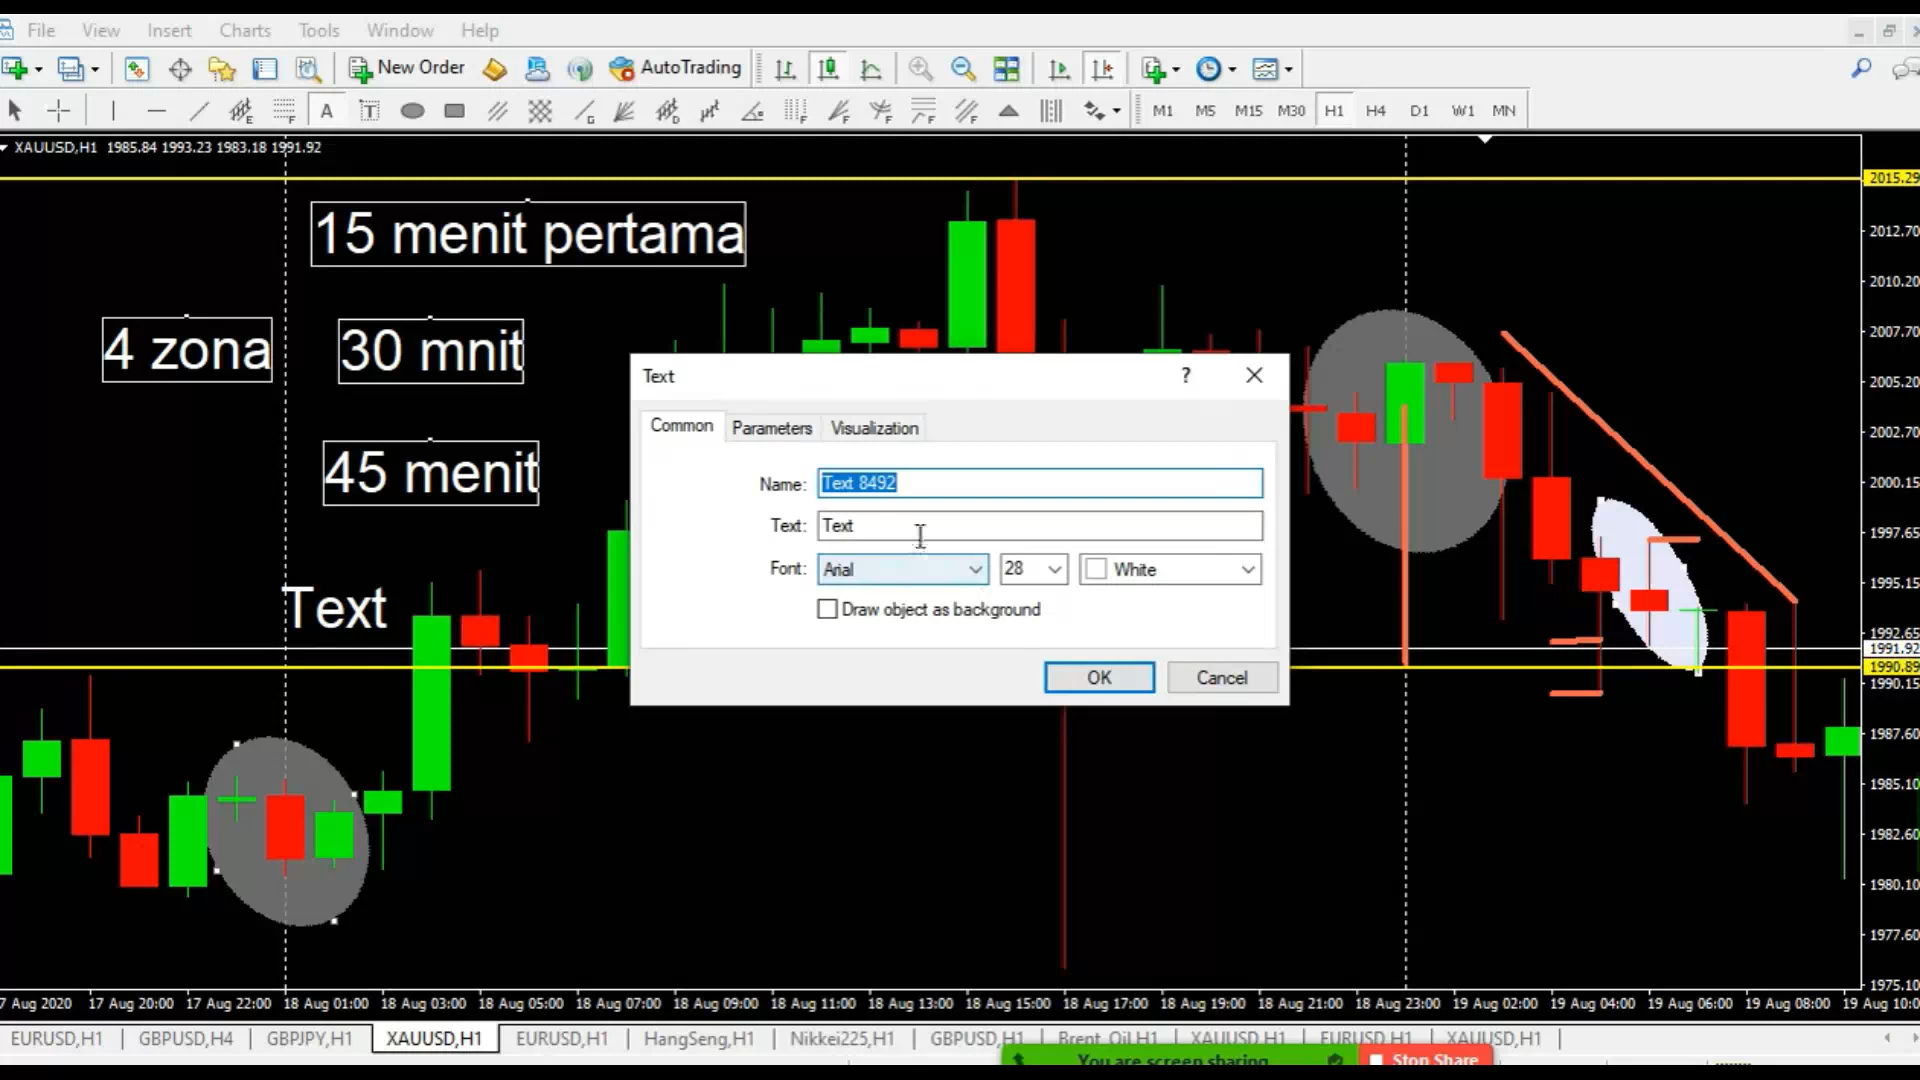 File View Insert Charts Tools Window Help
New Order AutoTrading
A T M1 M5 M15 M30 H1 H4 D1 W1 MN
XAUUSD,H1 1985.84 1993.23 1983.18 1991.92
2015.29
15 menit pertama
2012.70
2010.20
4 zona
30 mnit
2007.70
Text
?
2005.20
Common
Parameters
Visualization
2002.70
45 menit
Name:
Text 8492
2000.15
Text:
Text
1997.65
Font:
Arial
28
White
1995.15
Text
Draw object as background
1992.65
1991.92
1990.89
OK
Cancel
1990.15
1987.60
1985.10
1982.60
1980.10
1977.60
1975.10
7 Aug 2020 17 Aug 20:00 17 Aug 22:00 18 Aug 01:00 18 Aug 03:00 18 Aug 05:00 18 Aug 07:00 18 Aug 09:00 18 Aug 11:00 18 Aug 13:00 18 Aug 15:00 18 Aug 17:00 18 Aug 19:00 18 Aug 21:00 18 Aug 23:00 19 Aug 02:00 19 Aug 04:00 19 Aug 06:00 19 Aug 08:00 19 Aug 10:0
EURUSD,H1 GBPUSD,H4 GBPJPY,H1 XAUUSD,H1 EURUSD,H1 HangSeng,H1 Nikkei225,H1 GBPUSD,H1 Brent_Oil,H1 XAUUSD,H1 EURUSD,H1 XAUUSD,H1
You are screen sharing Stop Share